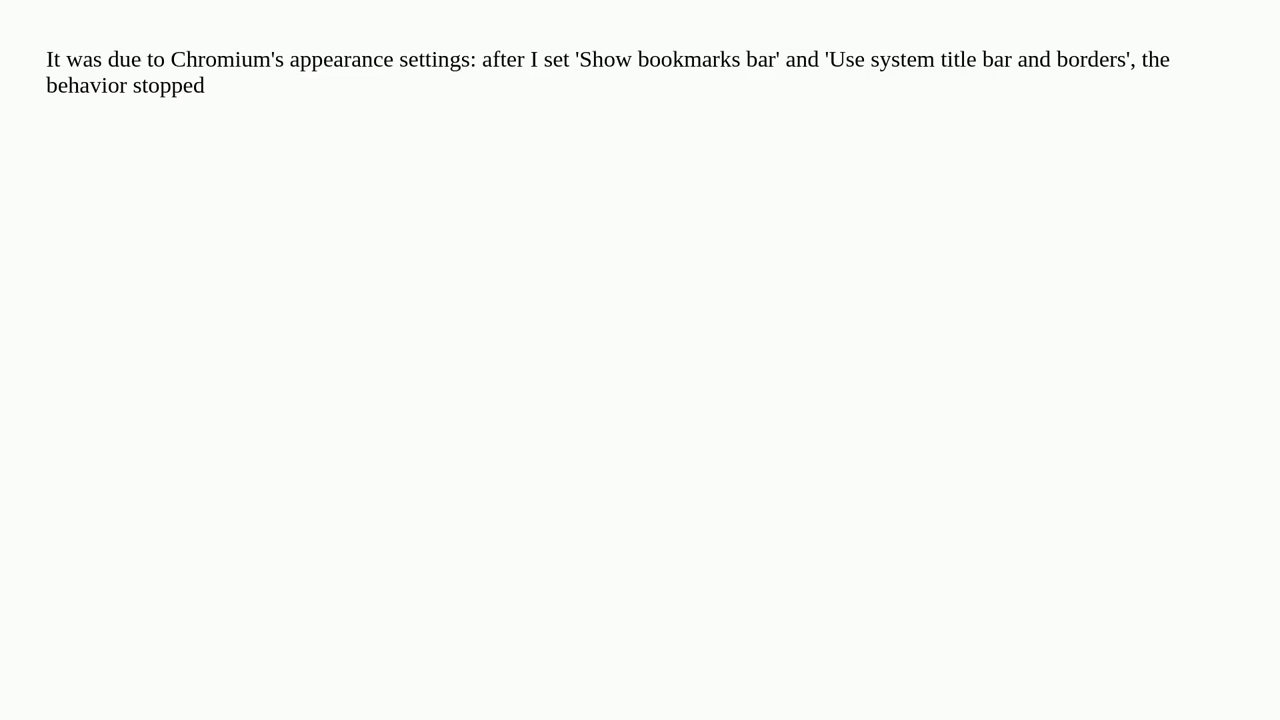 It was due to Chromium's appearance settings: after I set 'Show bookmarks bar' and 'Use system title bar and borders', the
behavior stopped